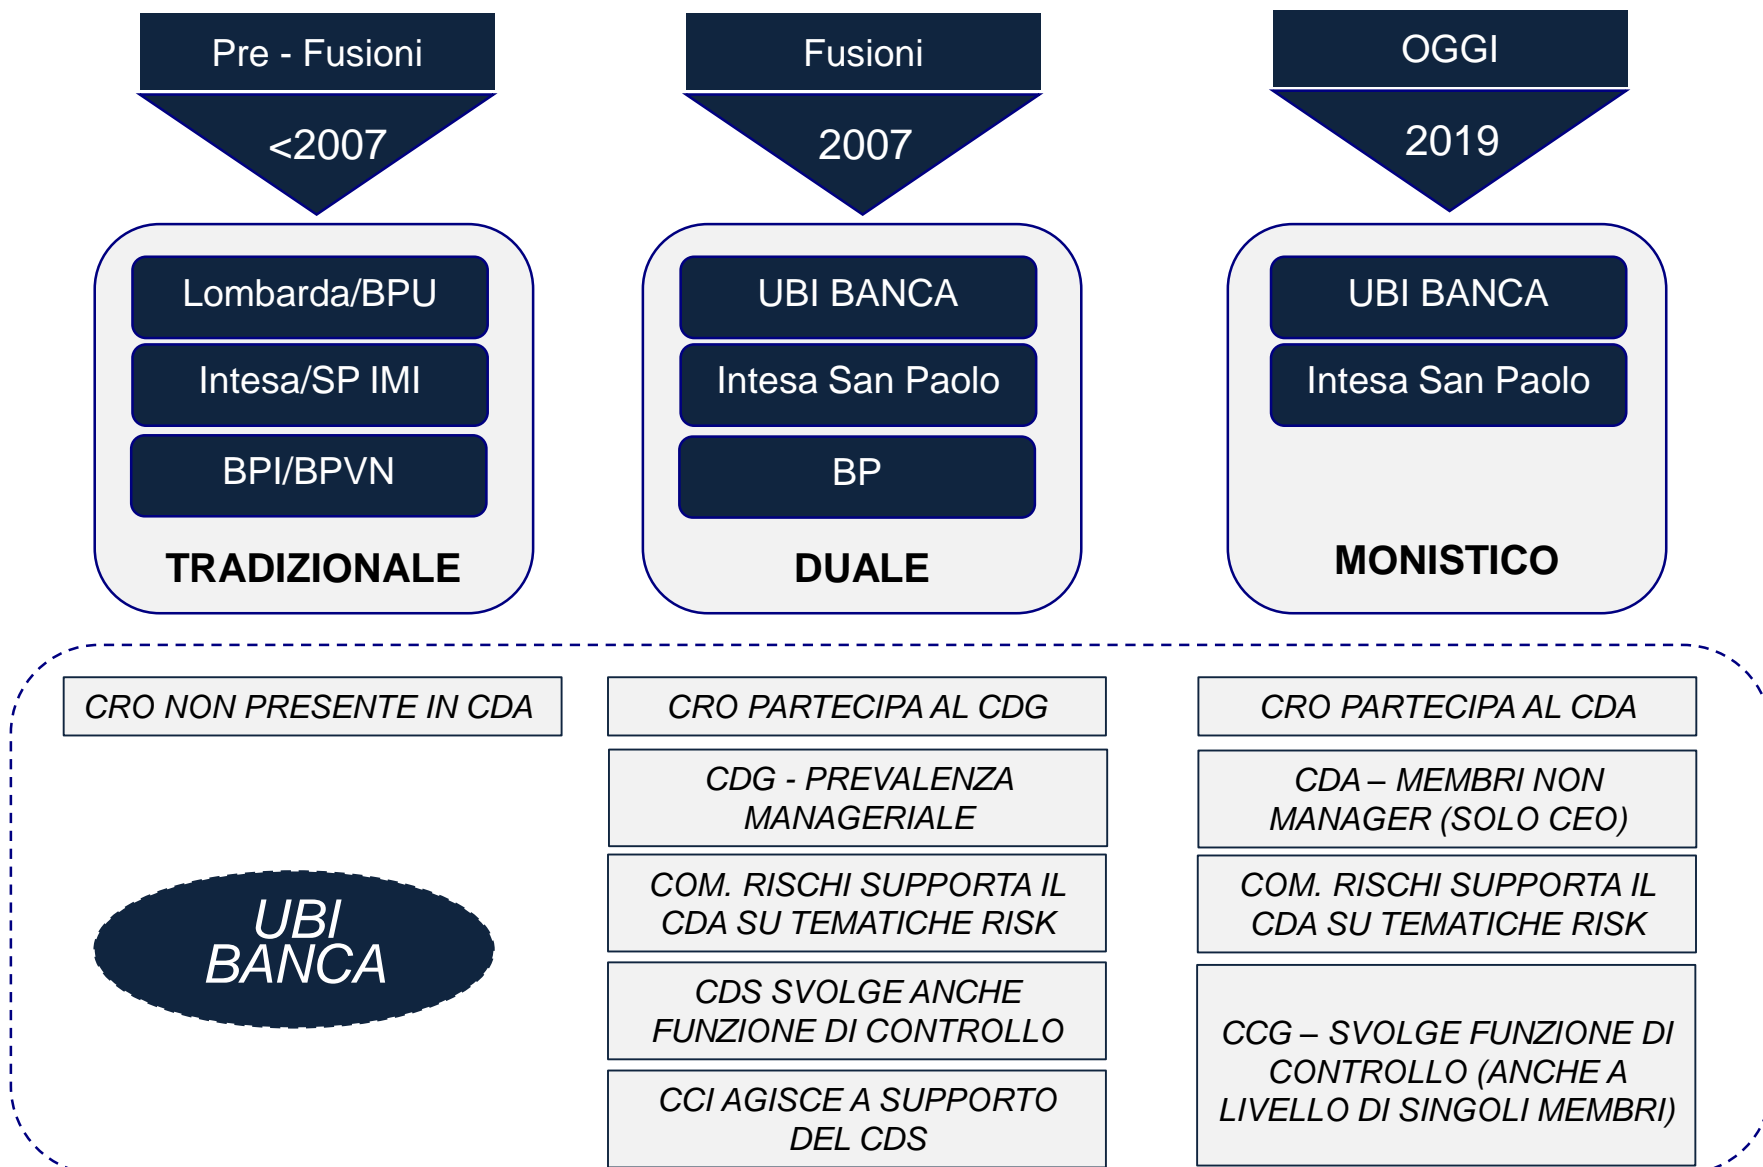 Pre - Fusioni
<2007
Lombarda/BPU
Intesa/SP IMI
BPI/BPVN
TRADIZIONALE
Fusioni
2007
UBI BANCA
Intesa San Paolo
BP
DUALE
OGGI
2019
UBI BANCA
Intesa San Paolo
MONISTICO
CRO NON PRESENTE IN CDA
UBI
BANCA
CRO PARTECIPA AL CDG
CDG - PREVALENZA
MANAGERIALE
COM. RISCHI SUPPORTA IL
CDA SU TEMATICHE RISK
CDS SVOLGE ANCHE
FUNZIONE DI CONTROLLO
CCI AGISCE A SUPPORTO
DEL CDS
CRO PARTECIPA AL CDA
CDA – MEMBRI NON
MANAGER (SOLO CEO)
COM. RISCHI SUPPORTA IL
CDA SU TEMATICHE RISK
CCG – SVOLGE FUNZIONE DI
CONTROLLO (ANCHE A
LIVELLO DI SINGOLI MEMBRI)